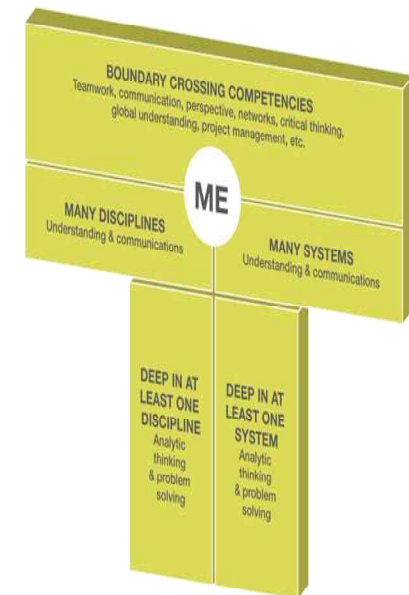 BOUNDARY CROSSING COMPETENCIES
Teamwork, communication, perspective, networks, critical thinking,
global understanding, project management, etc.
ME
MANY DISCIPLINES
Understanding & communications
MANY SYSTEMS
Understanding & communications
DEEP IN AT
LEAST ONE
DISCIPLINE
Analytic
thinking
& problem
solving
DEEP IN AT
LEAST ONE
SYSTEM
Analytic
thinking
& problem
solving